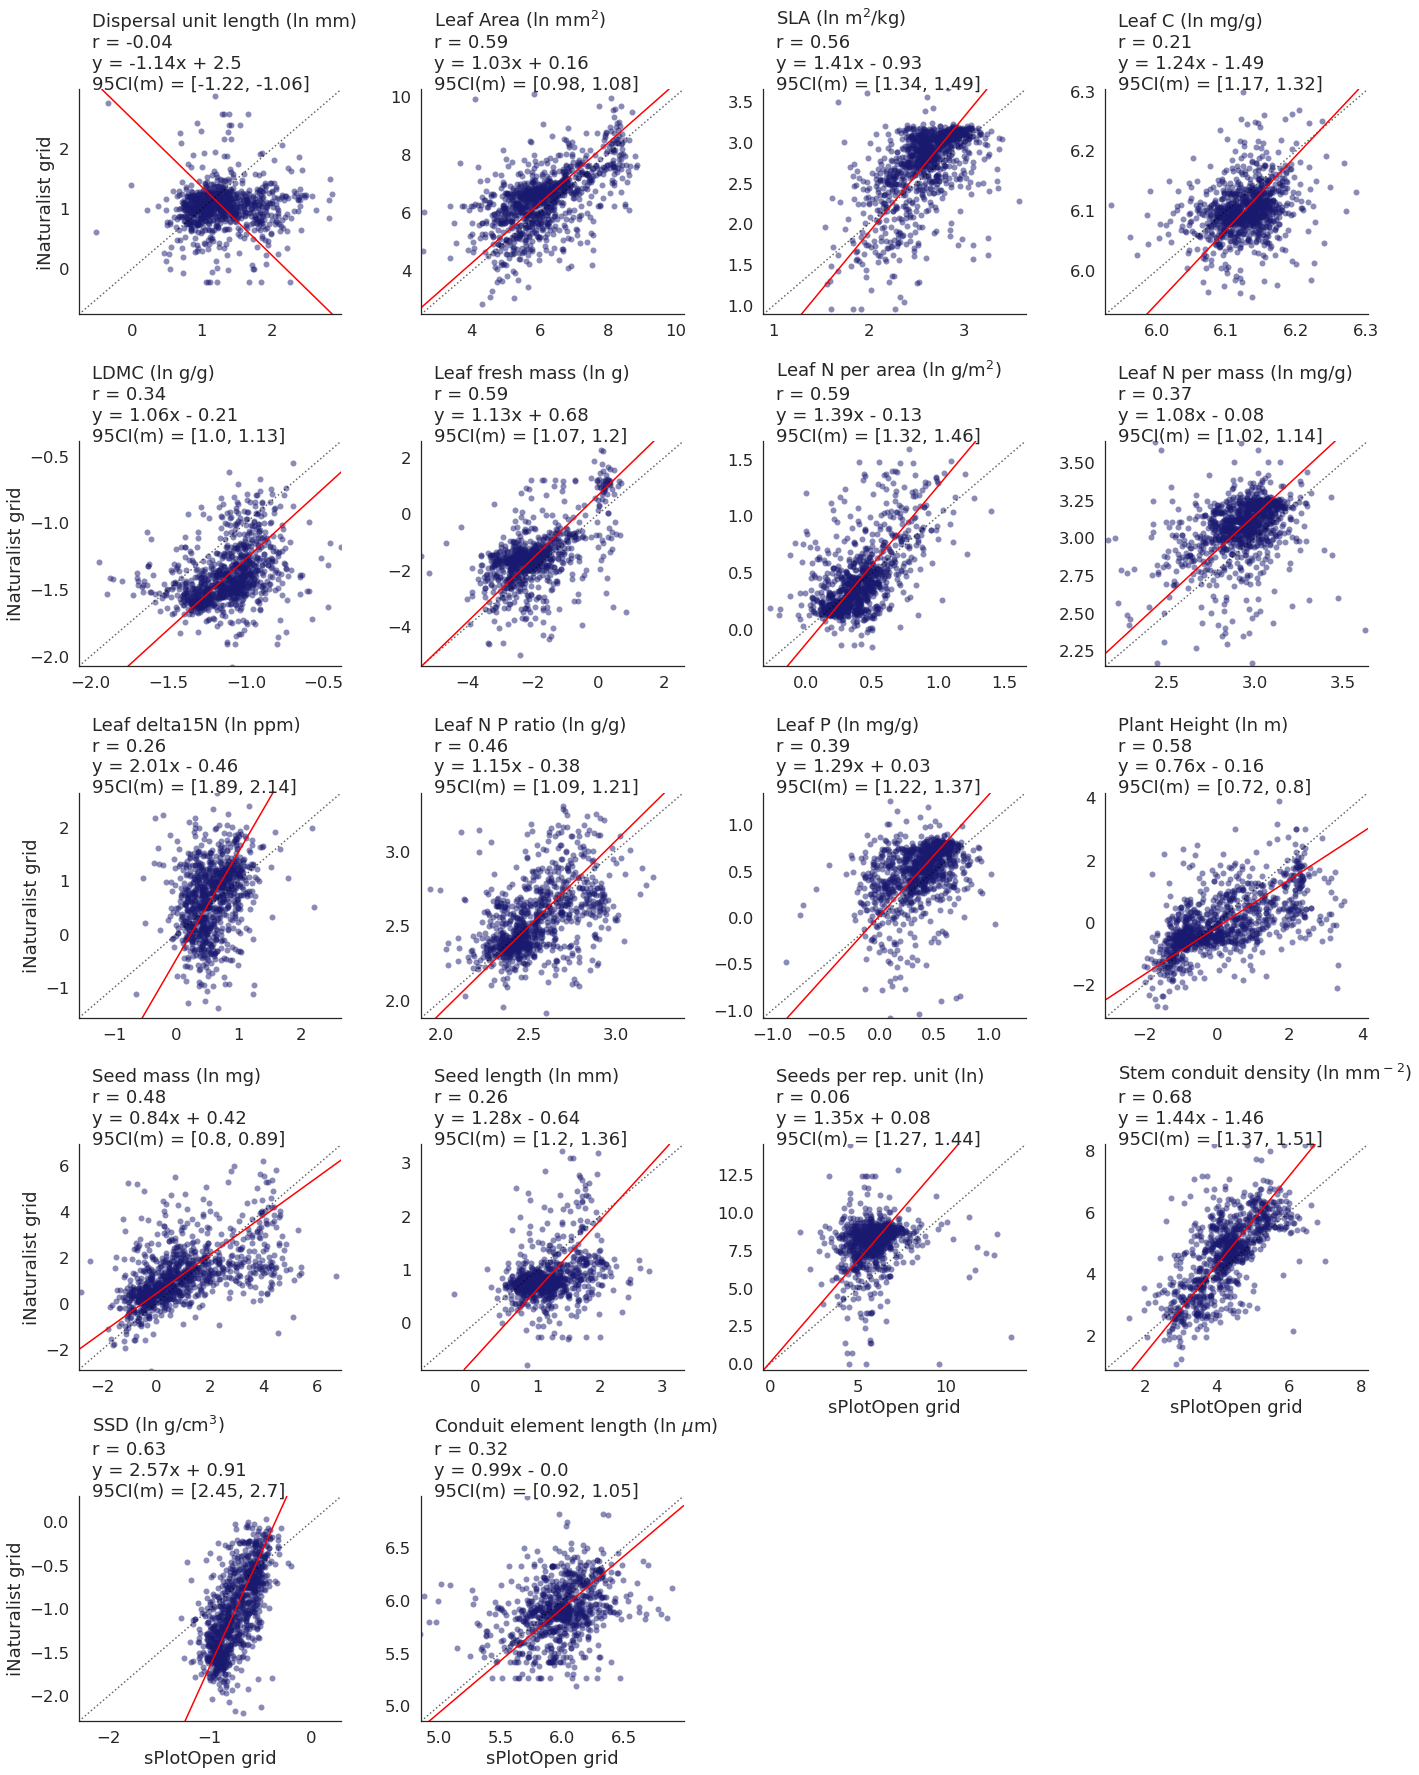 Dispersal unit length (ln mm)
r = -0.04
y = -1.14x + 2.5
95CI(m) = [-1.22, -1.06]
iNaturalist grid
2
1
0
0 1 2
Leaf Area (ln mm²)
r = 0.59
y = 1.03x + 0.16
95CI(m) = [0.98, 1.08]
10
8
6
4
4 6 8 10
SLA (ln m²/kg)
r = 0.56
y = 1.41x - 0.93
95CI(m) = [1.34, 1.49]
3.5
3.0
2.5
2.0
1.5
1.0
1 2 3
Leaf C (ln mg/g)
r = 0.21
y = 1.24x - 1.49
95CI(m) = [1.17, 1.32]
6.3
6.2
6.1
6.0
6.0 6.1 6.2 6.3
LDMC (ln g/g)
r = 0.34
y = 1.06x - 0.21
95CI(m) = [1.0, 1.13]
iNaturalist grid
−0.5
−1.0
−1.5
−2.0
−2.0 −1.5 −1.0 −0.5
Leaf fresh mass (ln g)
r = 0.59
y = 1.13x + 0.68
95CI(m) = [1.07, 1.2]
2
0
−2
−4
−4 −2 0 2
Leaf N per area (ln g/m²)
r = 0.59
y = 1.39x - 0.13
95CI(m) = [1.32, 1.46]
1.5
1.0
0.5
0.0
0.0 0.5 1.0 1.5
Leaf N per mass (ln mg/g)
r = 0.37
y = 1.08x - 0.08
95CI(m) = [1.02, 1.14]
3.50
3.25
3.00
2.75
2.50
2.25
2.5 3.0 3.5
Leaf delta15N (ln ppm)
r = 0.26
y = 2.01x - 0.46
95CI(m) = [1.89, 2.14]
iNaturalist grid
2
1
0
−1
−1 0 1 2
Leaf N P ratio (ln g/g)
r = 0.46
y = 1.15x - 0.38
95CI(m) = [1.09, 1.21]
3.0
2.5
2.0
2.0 2.5 3.0
Leaf P (ln mg/g)
r = 0.39
y = 1.29x + 0.03
95CI(m) = [1.22, 1.37]
1.0
0.5
0.0
−0.5
−1.0
−1.0 −0.5 0.0 0.5 1.0
Plant Height (ln m)
r = 0.58
y = 0.76x - 0.16
95CI(m) = [0.72, 0.8]
4
2
0
−2
−2 0 2 4
Seed mass (ln mg)
r = 0.48
y = 0.84x + 0.42
95CI(m) = [0.8, 0.89]
iNaturalist grid
6
4
2
0
−2
−2 0 2 4 6
Seed length (ln mm)
r = 0.26
y = 1.28x - 0.64
95CI(m) = [1.2, 1.36]
3
2
1
0
0 1 2 3
Seeds per rep. unit (ln)
r = 0.06
y = 1.35x + 0.08
95CI(m) = [1.27, 1.44]
12.5
10.0
7.5
5.0
2.5
0.0
0 5 10
sPlotOpen grid
Stem conduit density (ln mm⁻²)
r = 0.68
y = 1.44x - 1.46
95CI(m) = [1.37, 1.51]
8
6
4
2
2 4 6 8
sPlotOpen grid
SSD (ln g/cm³)
r = 0.63
y = 2.57x + 0.91
95CI(m) = [2.45, 2.7]
iNaturalist grid
0.0
−0.5
−1.0
−1.5
−2.0
−2 −1 0
sPlotOpen grid
Conduit element length (ln μm)
r = 0.32
y = 0.99x - 0.0
95CI(m) = [0.92, 1.05]
6.5
6.0
5.5
5.0
5.0 5.5 6.0 6.5
sPlotOpen grid